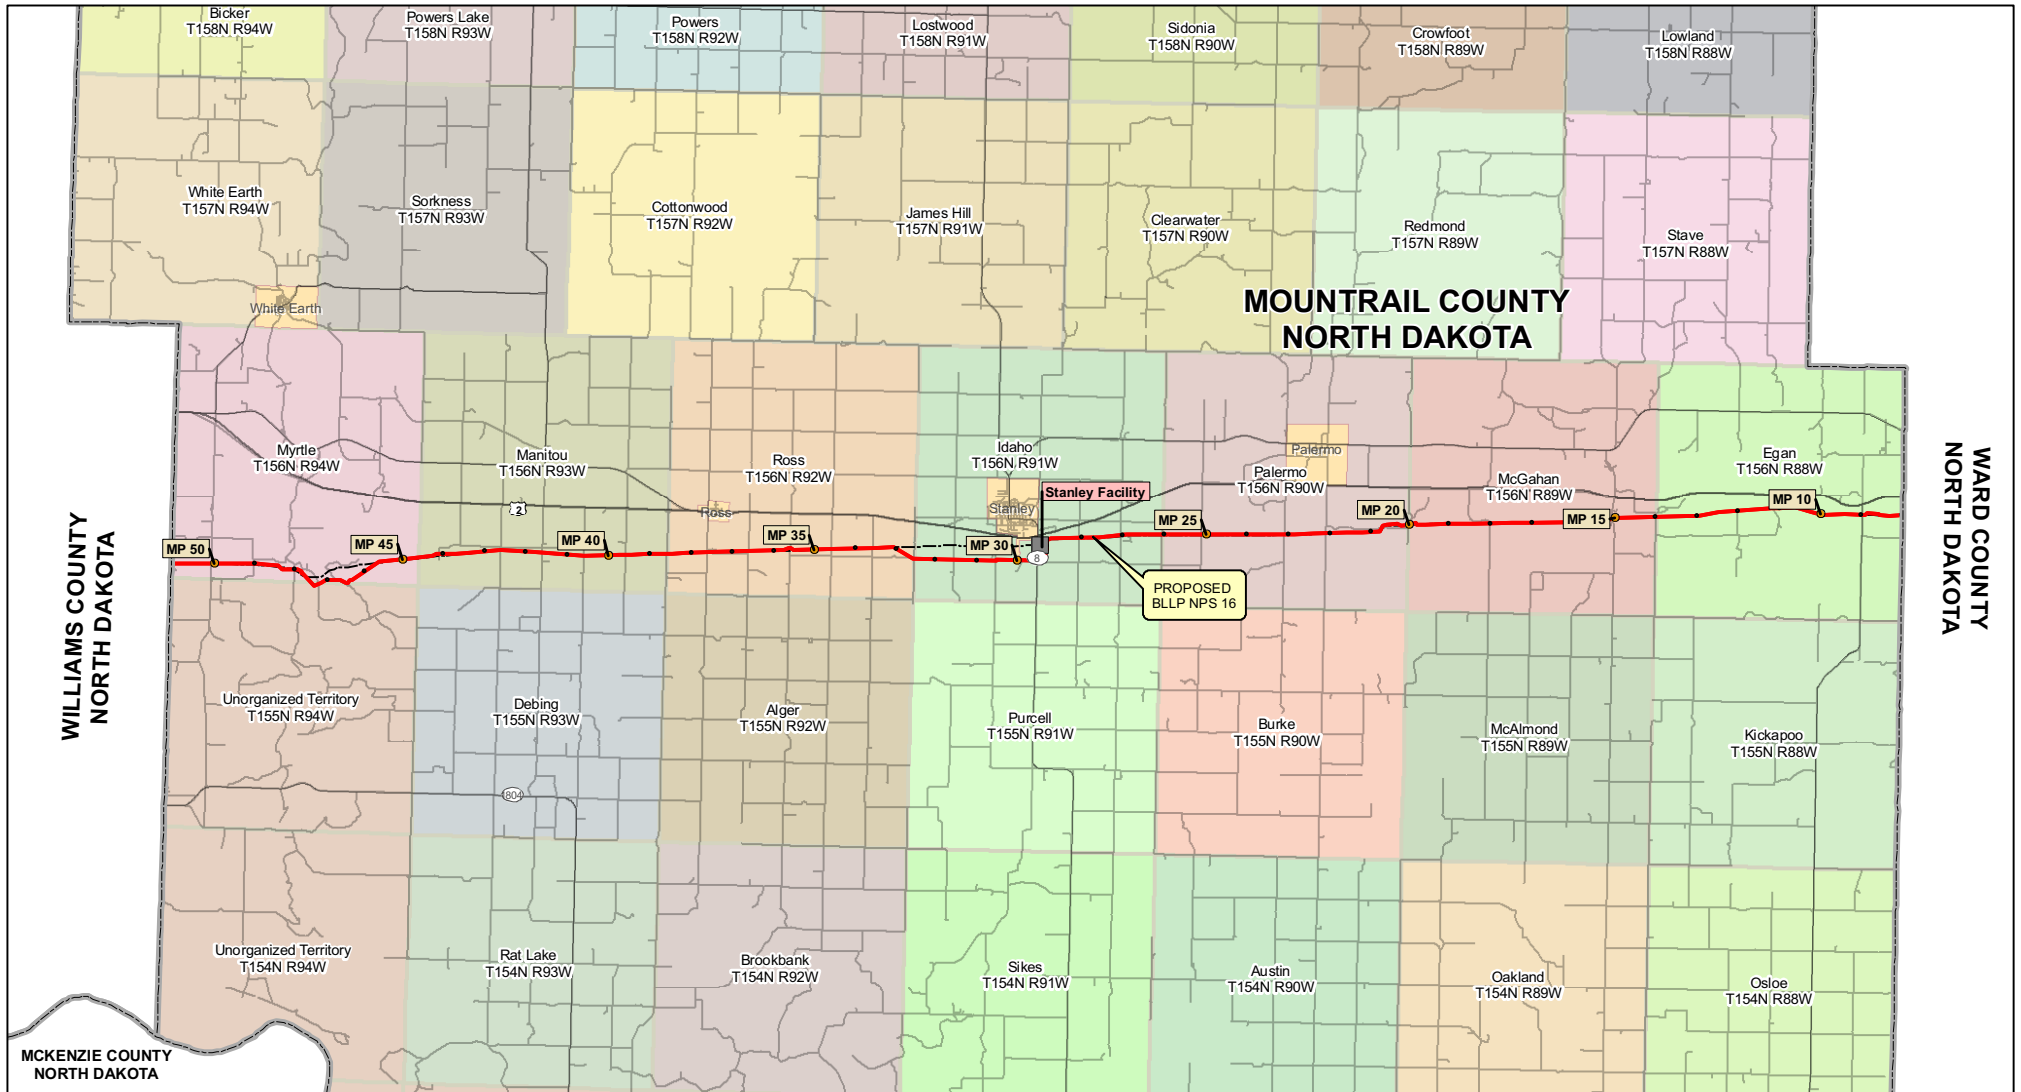 Bicker
T158N R94W
Powers Lake
T158N R93W
Powers
T158N R92W
Lostwood
T158N R91W
Sidonia
T158N R90W
Crowfoot
T158N R89W
Lowland
T158N R88W
White Earth
T157N R94W
Sorkness
T157N R93W
Cottonwood
T157N R92W
James Hill
T157N R91W
Clearwater
T157N R90W
Redmond
T157N R89W
Stave
T157N R88W
White Earth
MOUNTRAIL COUNTY
NORTH DAKOTA
Myrtle
T156N R94W
Manitou
T156N R93W
Ross
T156N R92W
Idaho
T156N R91W
Palermo
Palermo
T156N R90W
McGahan
T156N R89W
Egan
T156N R88W
Stanley Facility
2
Ross
Stanley
MP 50
MP 45
MP 40
MP 35
MP 30
8
MP 25
MP 20
MP 15
MP 10
PROPOSED
BLLP NPS 16
WILLIAMS COUNTY
NORTH DAKOTA
WARD COUNTY
NORTH DAKOTA
Unorganized Territory
T155N R94W
Debing
T155N R93W
Alger
T155N R92W
Purcell
T155N R91W
Burke
T155N R90W
McAlmond
T155N R89W
Kickapoo
T155N R88W
804
Unorganized Territory
T154N R94W
Rat Lake
T154N R93W
Brookbank
T154N R92W
Sikes
T154N R91W
Austin
T154N R90W
Oakland
T154N R89W
Osloe
T154N R88W
MCKENZIE COUNTY
NORTH DAKOTA